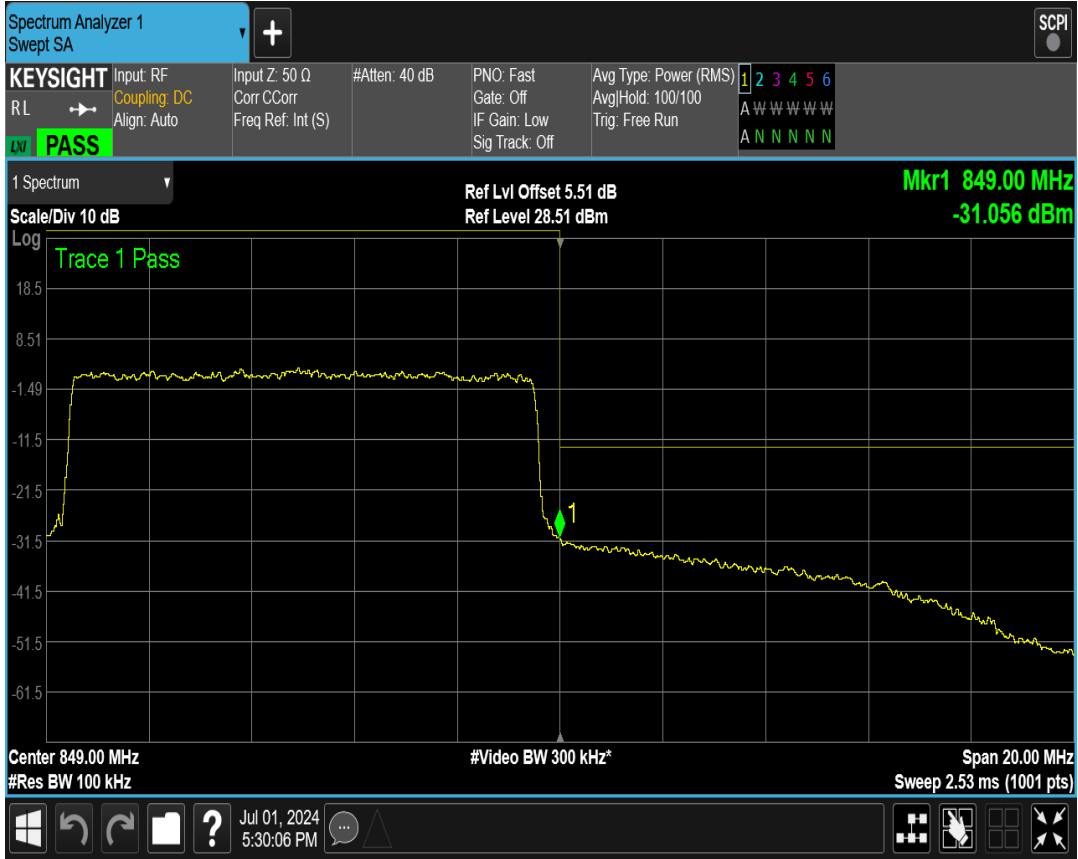 Spectrum Analyzer 1
Swept SA
+
SCPI
KEYSIGHT
RL
LXI PASS
Input: RF
Coupling: DC
Align: Auto
Input Z: 50 Ω
Corr CCorr
Freq Ref: Int (S)
#Atten: 40 dB
PNO: Fast
Gate: Off
IF Gain: Low
Sig Track: Off
Avg Type: Power (RMS)
Avg|Hold: 100/100
Trig: Free Run
1 2 3 4 5 6
A W W W W W
A N N N N N
1 Spectrum
Scale/Div 10 dB
Ref Lvl Offset 5.51 dB
Ref Level 28.51 dBm
Mkr1 849.00 MHz
-31.056 dBm
Log
Trace 1 Pass
18.5
8.51
-1.49
-11.5
-21.5
1
-31.5
-41.5
-51.5
-61.5
Center 849.00 MHz
#Video BW 300 kHz*
Span 20.00 MHz
#Res BW 100 kHz
Sweep 2.53 ms (1001 pts)
?
Jul 01, 2024
5:30:06 PM